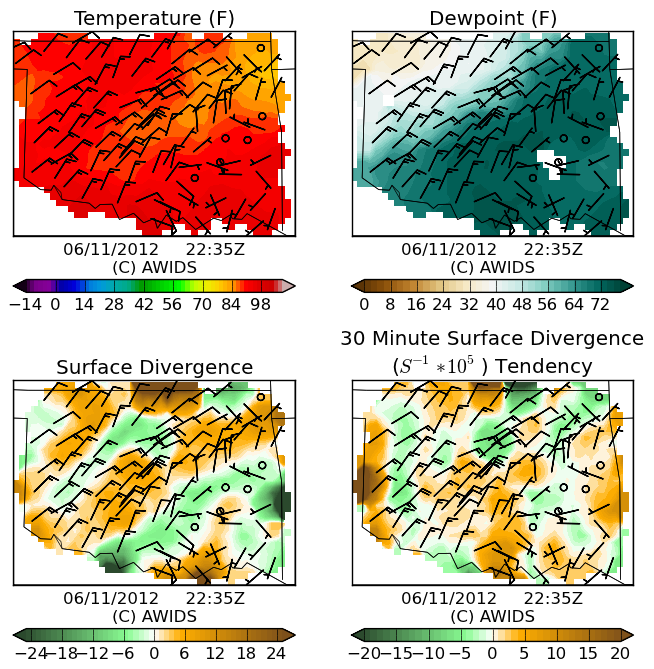 Temperature (F)
Dewpoint (F)
06/11/2012 22:35Z
(C) AWIDS
06/11/2012 22:35Z
(C) AWIDS
−14 0 14 28 42 56 70 84 98
0 8 16 24 32 40 48 56 64 72
Surface Divergence
30 Minute Surface Divergence
(S⁻¹ *10⁵ ) Tendency
06/11/2012 22:35Z
(C) AWIDS
06/11/2012 22:35Z
(C) AWIDS
−24 −18 −12 −6 0 6 12 18 24
−20 −15 −10 −5 0 5 10 15 20